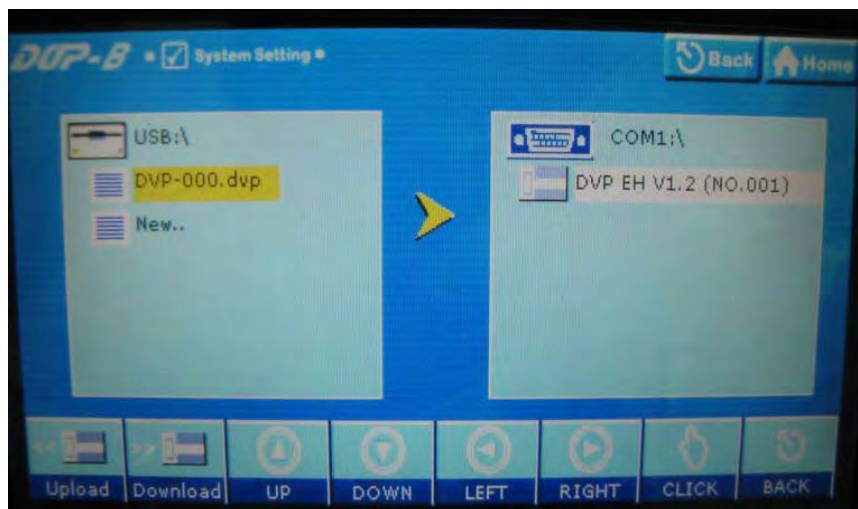 DOP-B • System Setting •
Back
Home
USB:\
DVP-000.dvp
New..
COM1:\
DVP EH V1.2 (NO.001)
<<
>>
Upload
Download
UP
DOWN
LEFT
RIGHT
CLICK
BACK